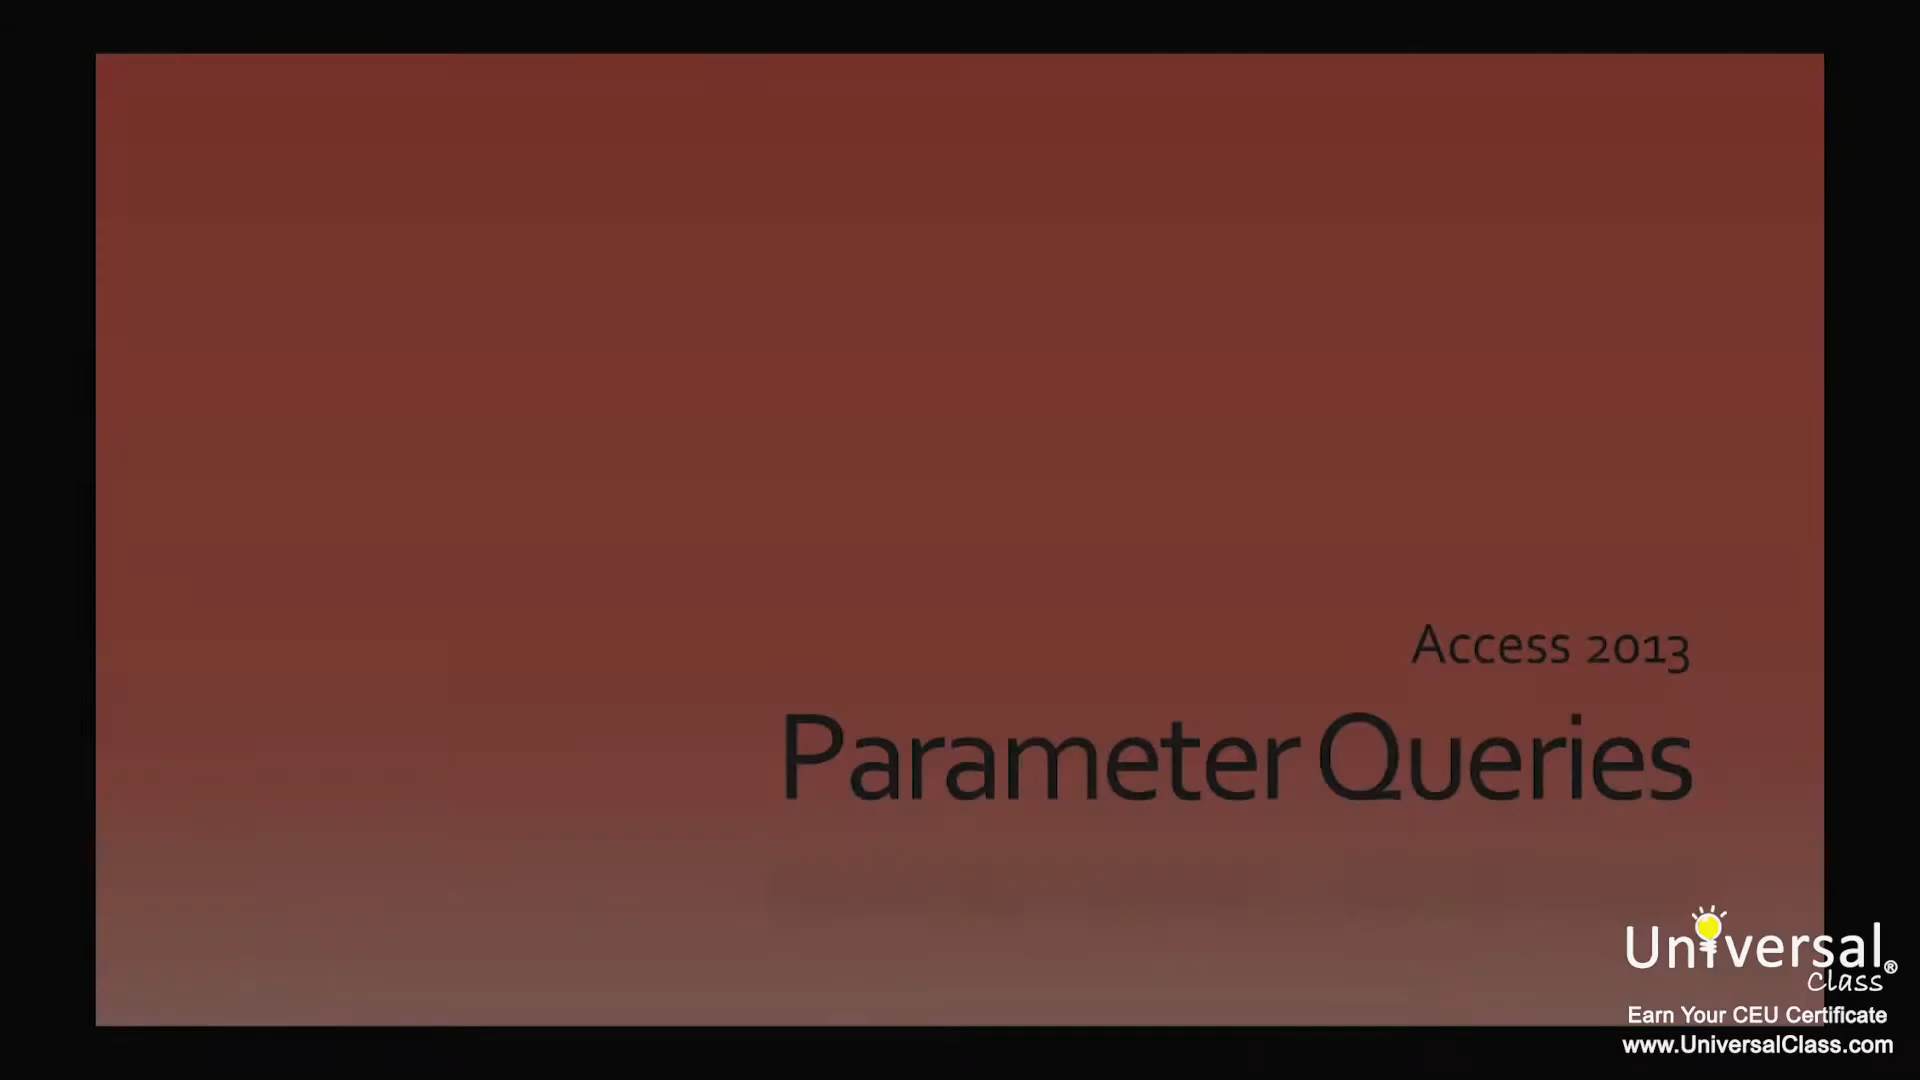 Access 2013
Parameter Queries
Universal®
Class
Earn Your CEU Certificate
www.UniversalClass.com